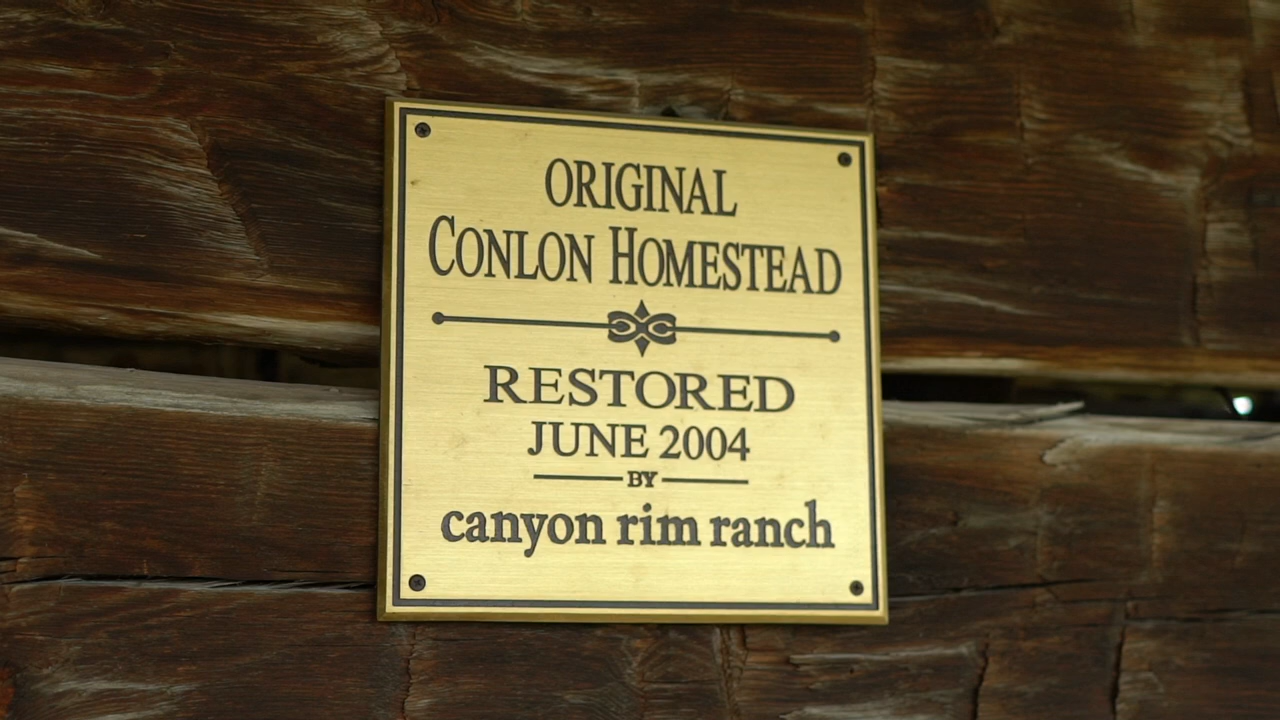 ORIGINAL
CONLON HOMESTEAD
RESTORED
JUNE 2004
BY
canyon rim ranch